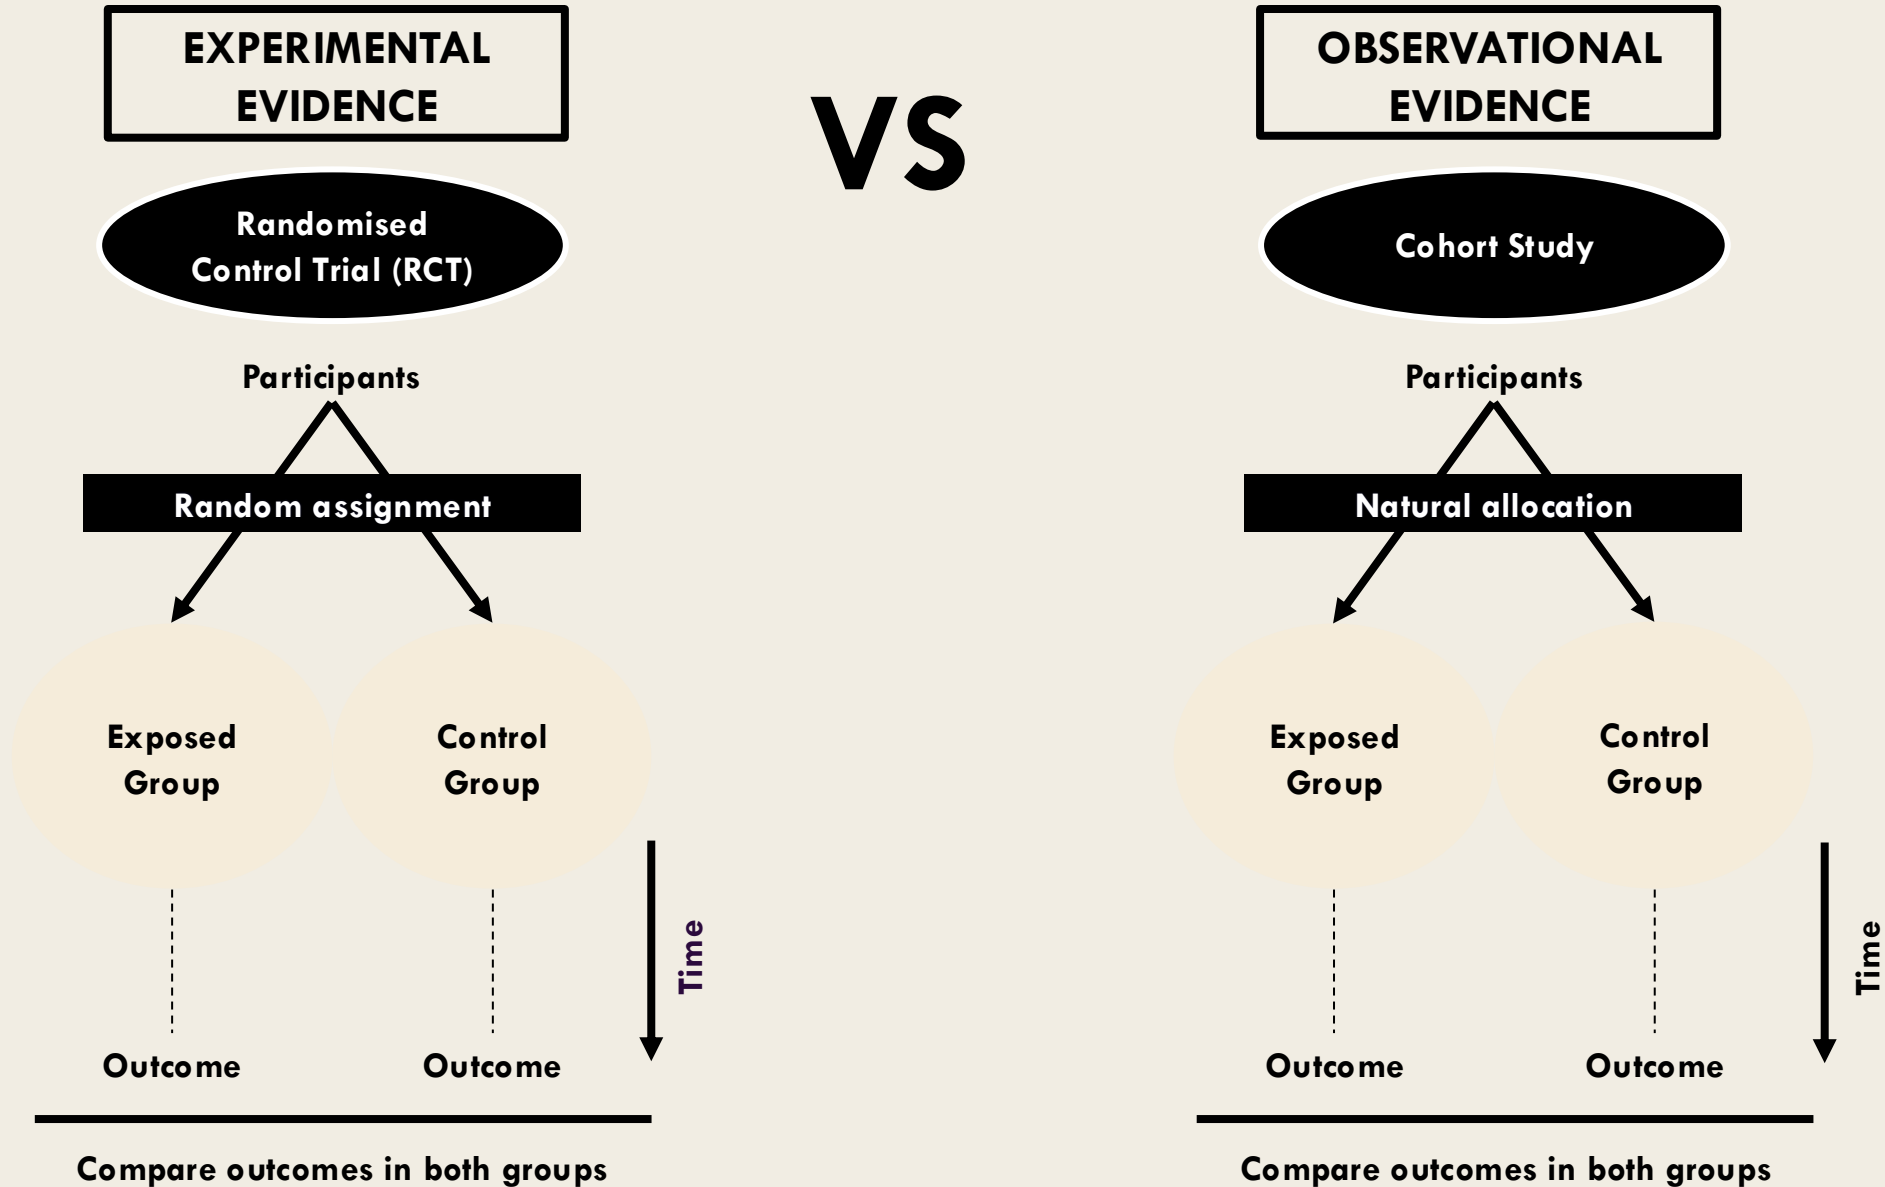 EXPERIMENTAL
EVIDENCE
Randomised
Control Trial (RCT)
Participants
Random assignment
Exposed
Group
Control
Group
Time
Outcome
Outcome
Compare outcomes in both groups
VS
OBSERVATIONAL
EVIDENCE
Cohort Study
Participants
Natural allocation
Exposed
Group
Control
Group
Time
Outcome
Outcome
Compare outcomes in both groups